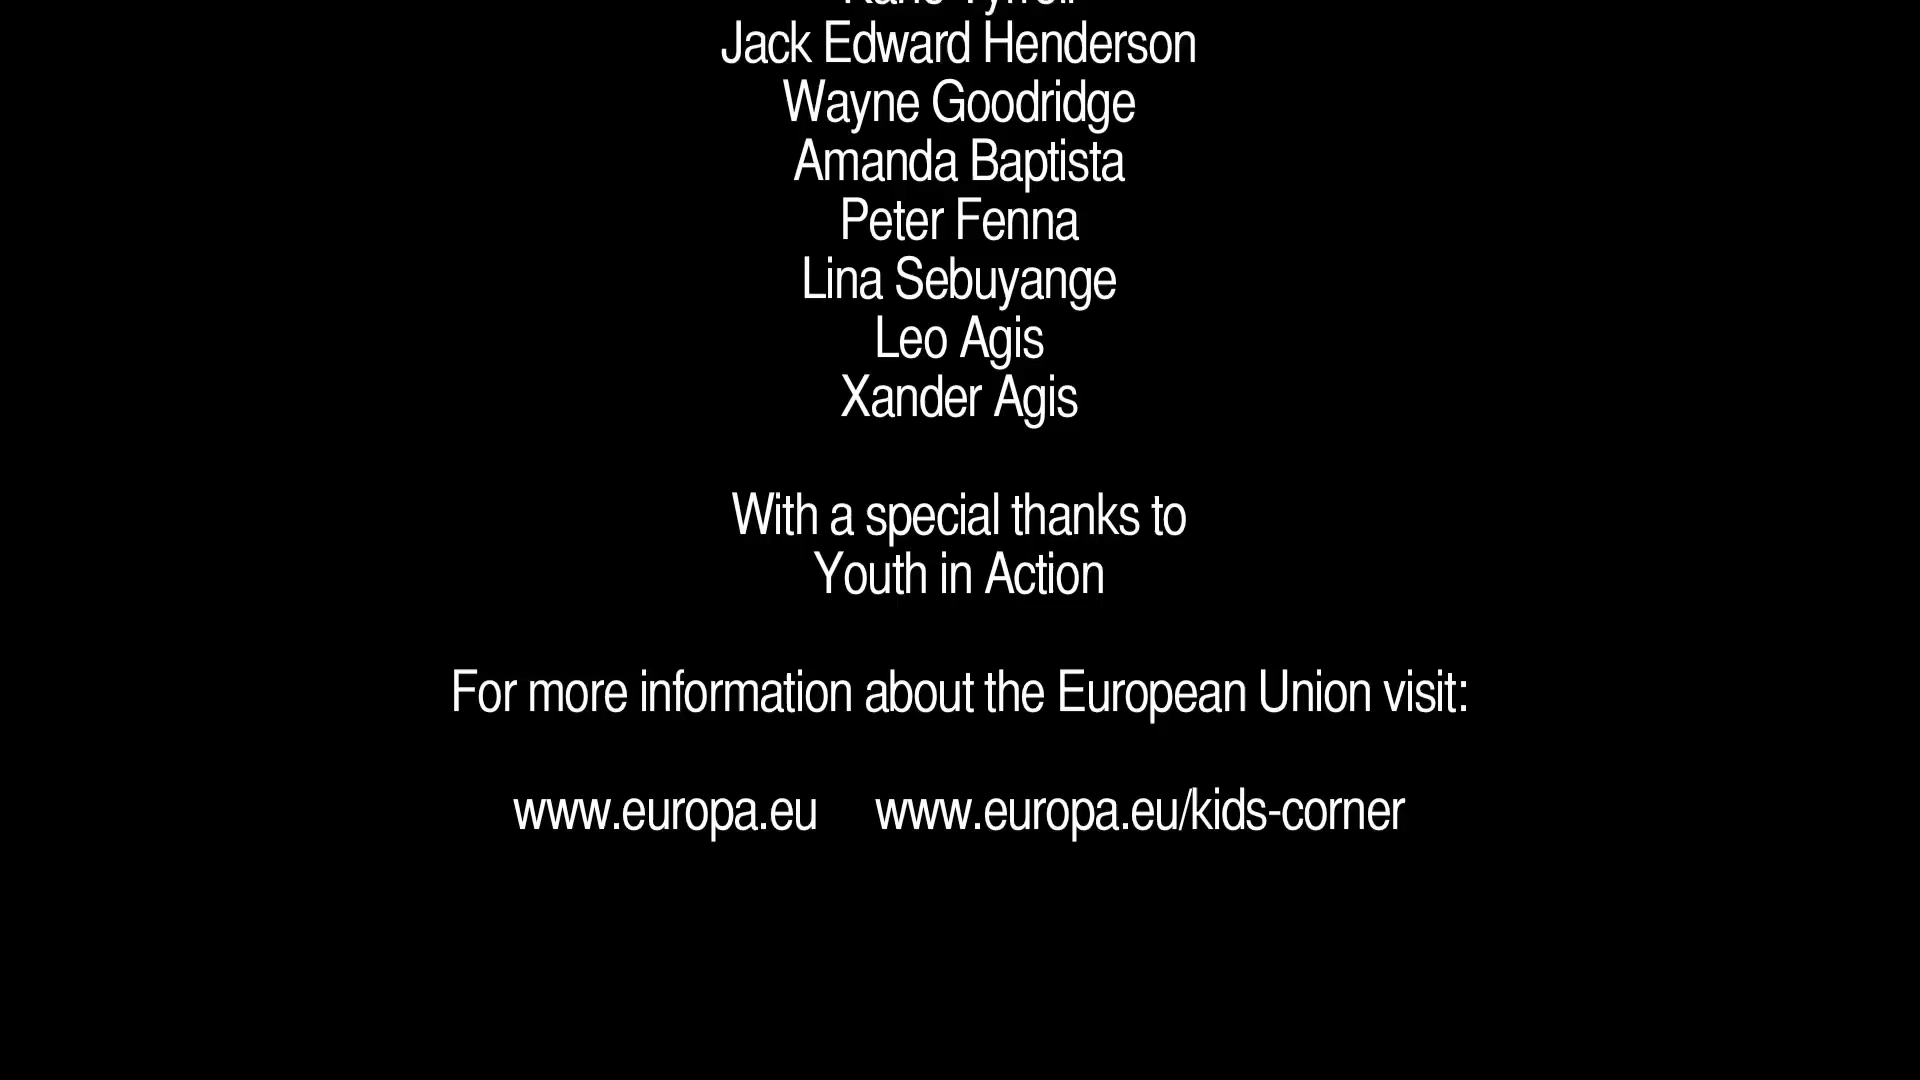 Jack Edward Henderson
Wayne Goodridge
Amanda Baptista
Peter Fenna
Lina Sebuyange
Leo Agis
Xander Agis
With a special thanks to
Youth in Action
For more information about the European Union visit:
www.europa.eu www.europa.eu/kids-corner